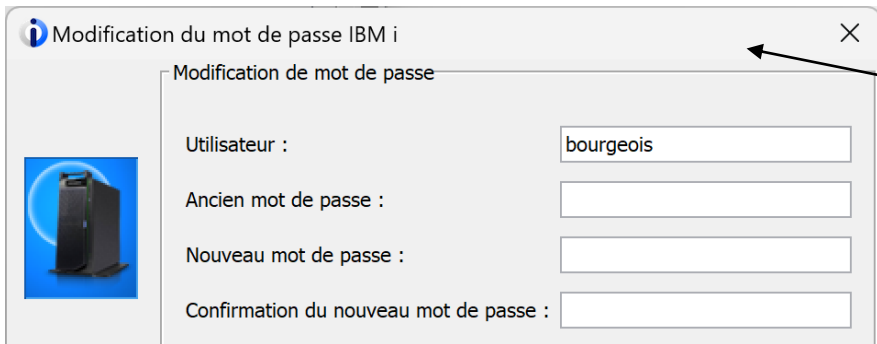 Modification du mot de passe IBM i
Modification de mot de passe
Utilisateur : bourgeois
Ancien mot de passe :
Nouveau mot de passe :
Confirmation du nouveau mot de passe :